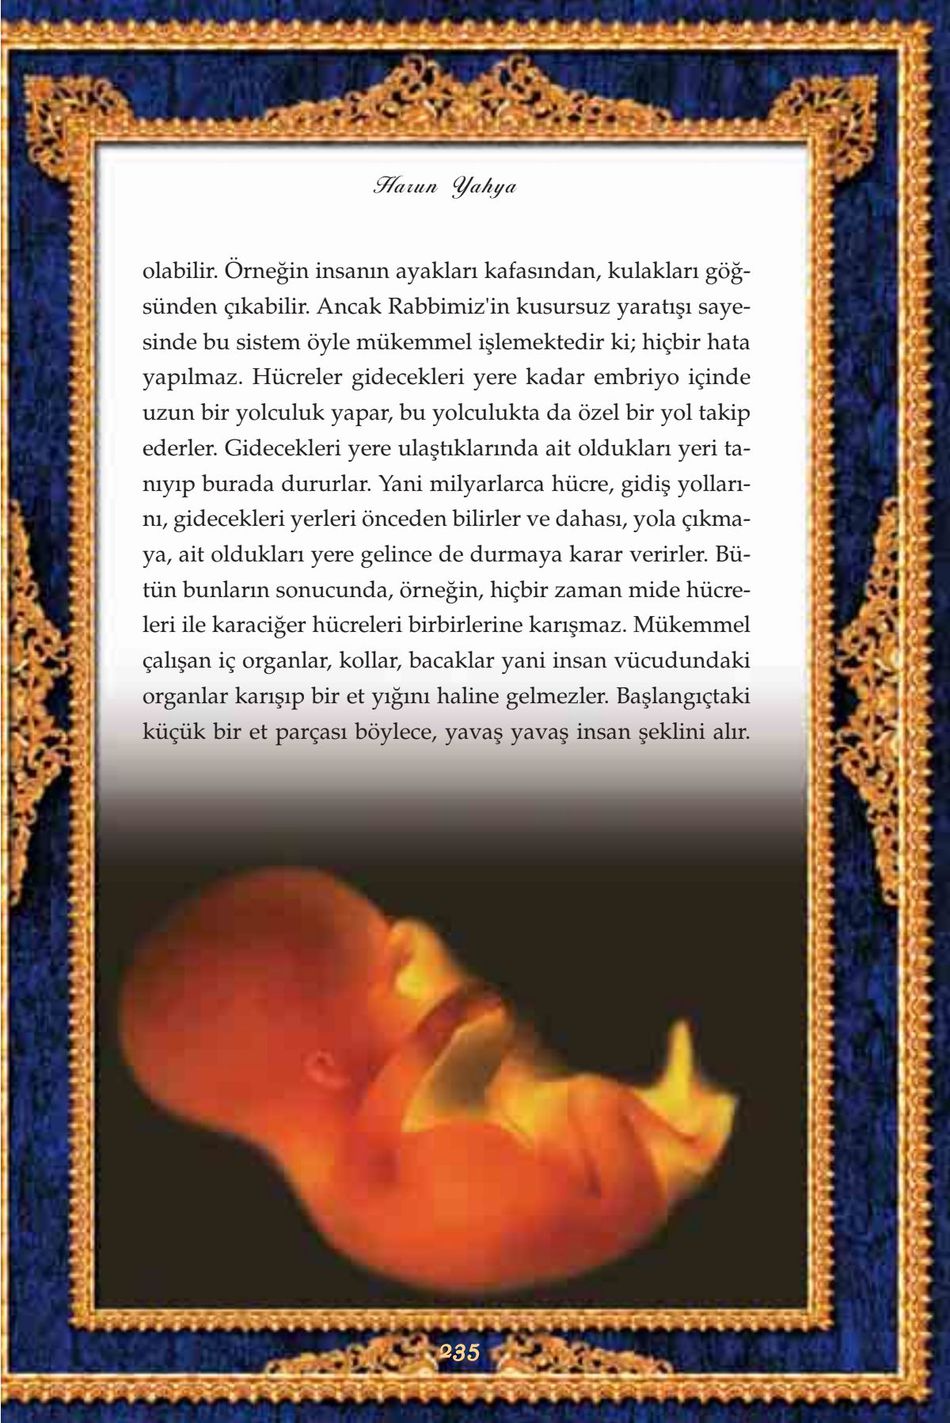 Harun Yahya
olabilir. Örneğin insanın ayakları kafasından, kulakları göğ-
sünden çıkabilir. Ancak Rabbimiz'in kusursuz yaratışı saye-
sinde bu sistem öyle mükemmel işlemektedir ki; hiçbir hata
yapılmaz. Hücreler gidecekleri yere kadar embriyo içinde
uzun bir yolculuk yapar, bu yolculukta da özel bir yol takip
ederler. Gidecekleri yere ulaştıklarında ait oldukları yeri ta-
nıyıp burada dururlar. Yani milyarlarca hücre, gidiş yolları-
nı, gidecekleri yerleri önceden bilirler ve dahası, yola çıkma-
ya, ait oldukları yere gelince de durmaya karar verirler. Bü-
tün bunların sonucunda, örneğin, hiçbir zaman mide hücre-
leri ile karaciğer hücreleri birbirlerine karışmaz. Mükemmel
çalışan iç organlar, kollar, bacaklar yani insan vücudundaki
organlar karışıp bir et yığını haline gelmezler. Başlangıçtaki
küçük bir et parçası böylece, yavaş yavaş insan şeklini alır.
235